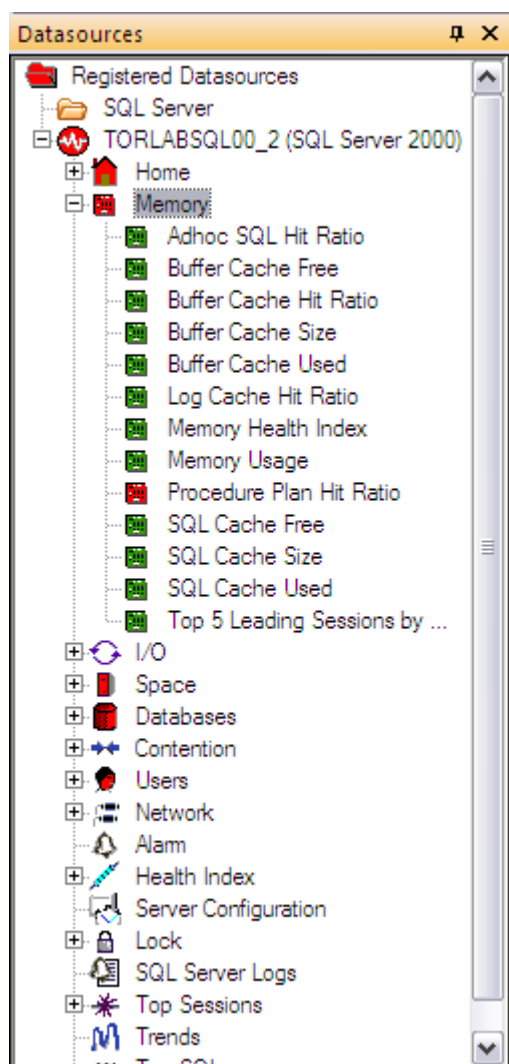 Datasources
Registered Datasources
SQL Server
TORLABSQL00_2 (SQL Server 2000)
Home
Memory
Adhoc SQL Hit Ratio
Buffer Cache Free
Buffer Cache Hit Ratio
Buffer Cache Size
Buffer Cache Used
Log Cache Hit Ratio
Memory Health Index
Memory Usage
Procedure Plan Hit Ratio
SQL Cache Free
SQL Cache Size
SQL Cache Used
Top 5 Leading Sessions by ...
I/O
Space
Databases
Contention
Users
Network
Alarm
Health Index
Server Configuration
Lock
SQL Server Logs
Top Sessions
Trends